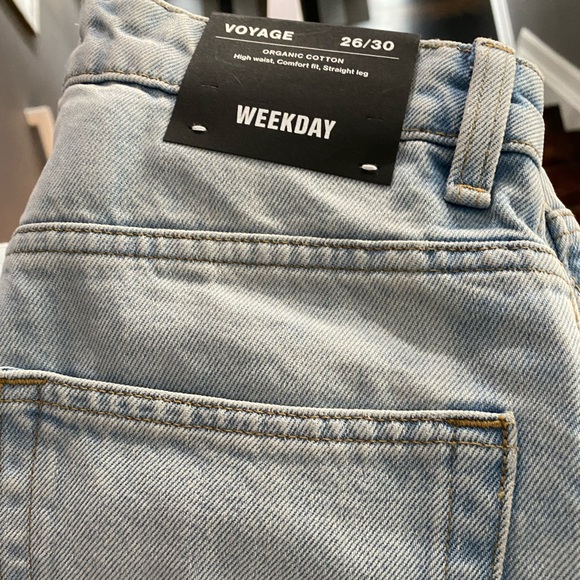 VOYAGE 26/30
ORGANIC COTTON
High waist, Comfort fit, Straight leg
WEEKDAY